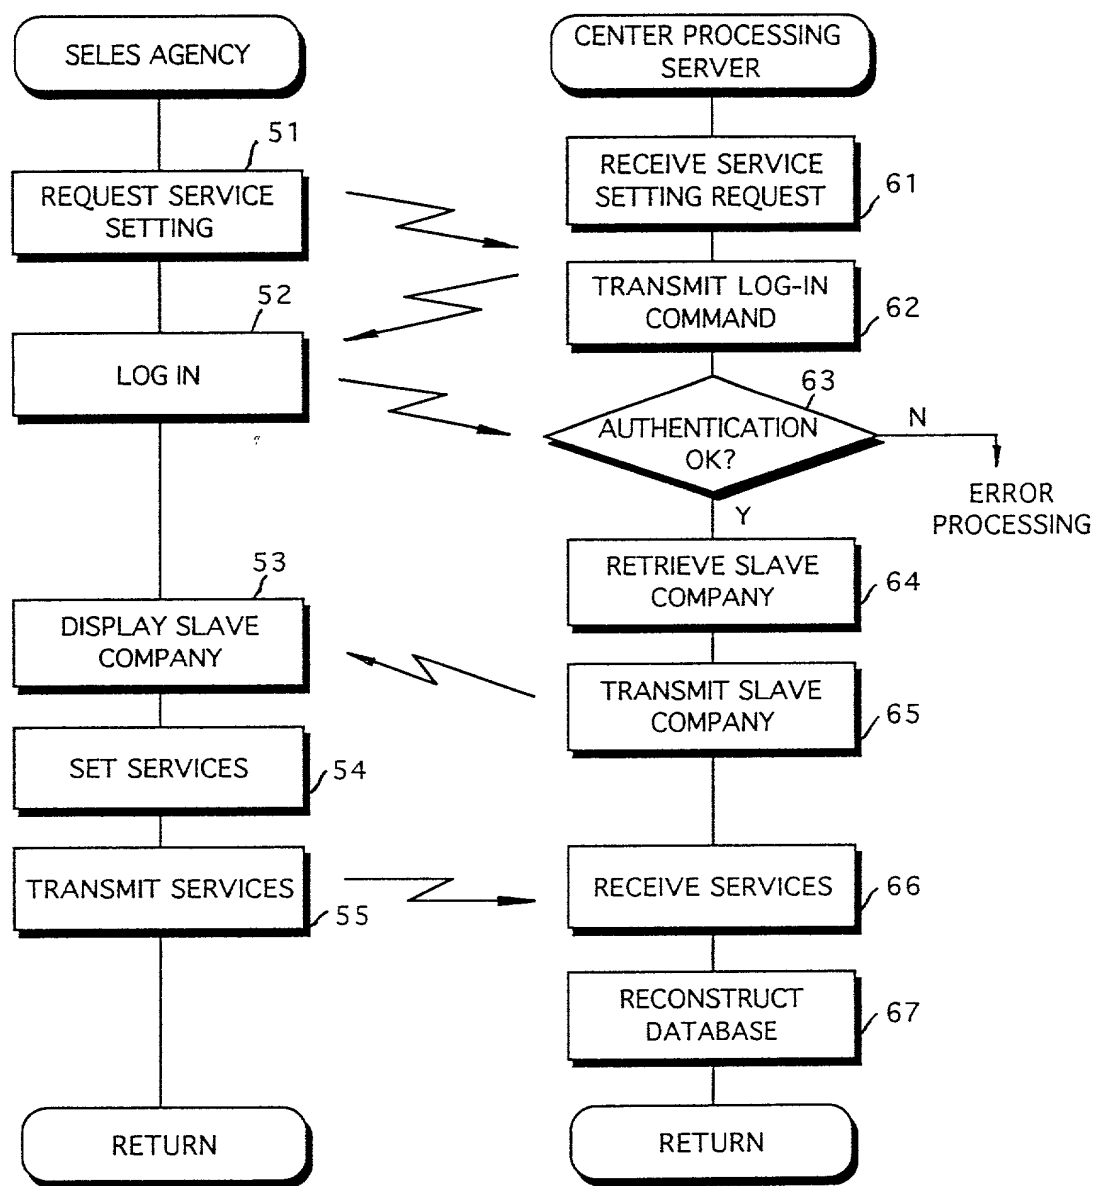 SELES AGENCY
51
REQUEST SERVICE
SETTING
52
LOG IN
53
DISPLAY SLAVE
COMPANY
SET SERVICES
54
TRANSMIT SERVICES
55
RETURN
CENTER PROCESSING
SERVER
RECEIVE SERVICE
SETTING REQUEST
61
TRANSMIT LOG-IN
COMMAND
62
63
AUTHENTICATION
OK?
N
ERROR
PROCESSING
Y
RETRIEVE SLAVE
COMPANY
64
TRANSMIT SLAVE
COMPANY
65
RECEIVE SERVICES
66
RECONSTRUCT
DATABASE
67
RETURN